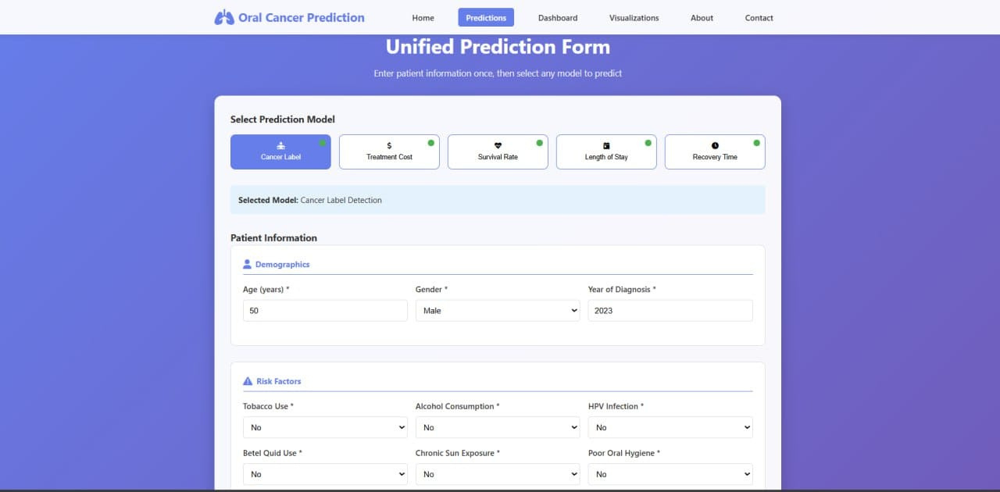 Oral Cancer Prediction Home Predictions Dashboard Visualizations About Contact
Unified Prediction Form
Enter patient information once, then select any model to predict
Select Prediction Model
$
Cancer Label Treatment Cost Survival Rate Length of Stay Recovery Time
Selected Model: Cancer Label Detection
Patient Information
Demographics
Age (years) * Gender * Year of Diagnosis *
50 Male 2023
Risk Factors
Tobacco Use * Alcohol Consumption * HPV Infection *
No No No
Betel Quid Use * Chronic Sun Exposure * Poor Oral Hygiene *
No No No